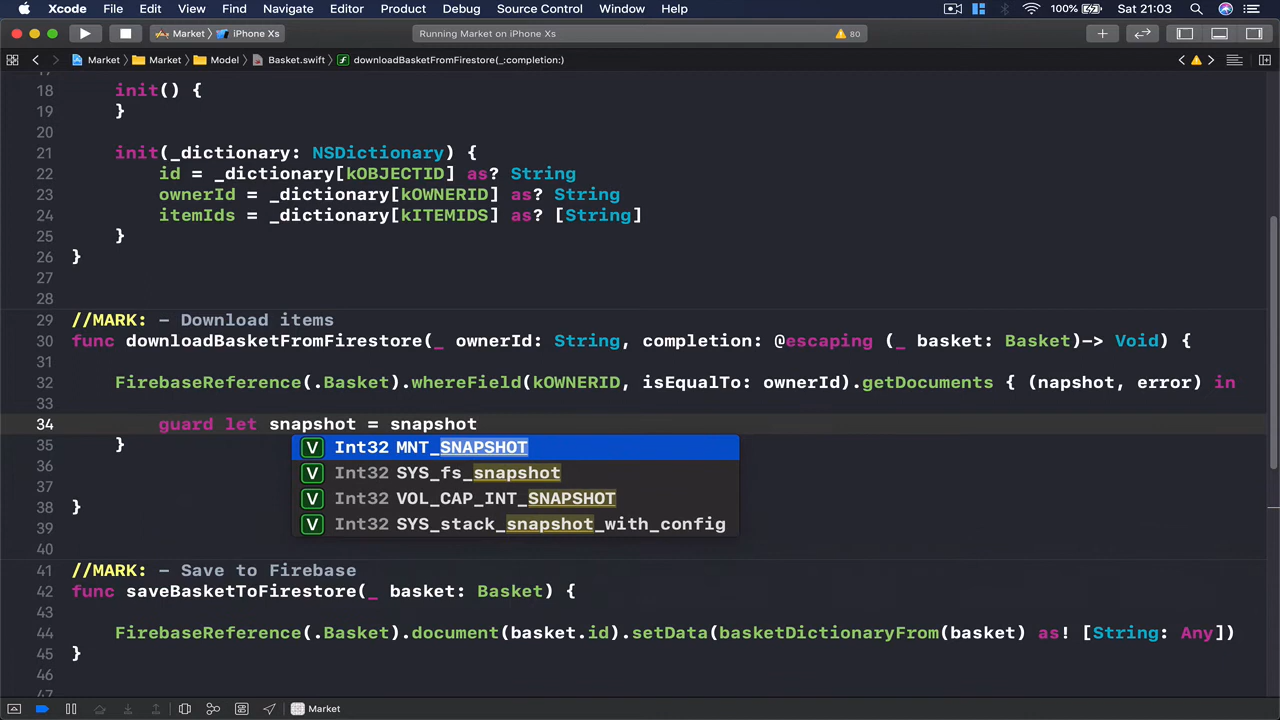 Xcode File Edit View Find Navigate Editor Product Debug Source Control Window Help 100% Sat 21:03
Market › iPhone Xs Running Market on iPhone Xs 80
Market › Market › Model › Basket.swift › downloadBasketFromFirestore(_:completion:)
18 init() {
19 }
20
21 init(_dictionary: NSDictionary) {
22 id = _dictionary[kOBJECTID] as? String
23 ownerId = _dictionary[kOWNERID] as? String
24 itemIds = _dictionary[kITEMIDS] as? [String]
25 }
26 }
27
28
29 //MARK: - Download items
30 func downloadBasketFromFirestore(_ ownerId: String, completion: @escaping (_ basket: Basket)-> Void) {
31
32 FirebaseReference(.Basket).whereField(kOWNERID, isEqualTo: ownerId).getDocuments { (napshot, error) in
33
34 guard let snapshot = snapshot
35 }
V Int32 MNT_SNAPSHOT
V Int32 SYS_fs_snapshot
V Int32 VOL_CAP_INT_SNAPSHOT
V Int32 SYS_stack_snapshot_with_config
36
37
38 }
39
40
41 //MARK: - Save to Firebase
42 func saveBasketToFirestore(_ basket: Basket) {
43
44 FirebaseReference(.Basket).document(basket.id).setData(basketDictionaryFrom(basket) as! [String: Any])
45 }
46
Market